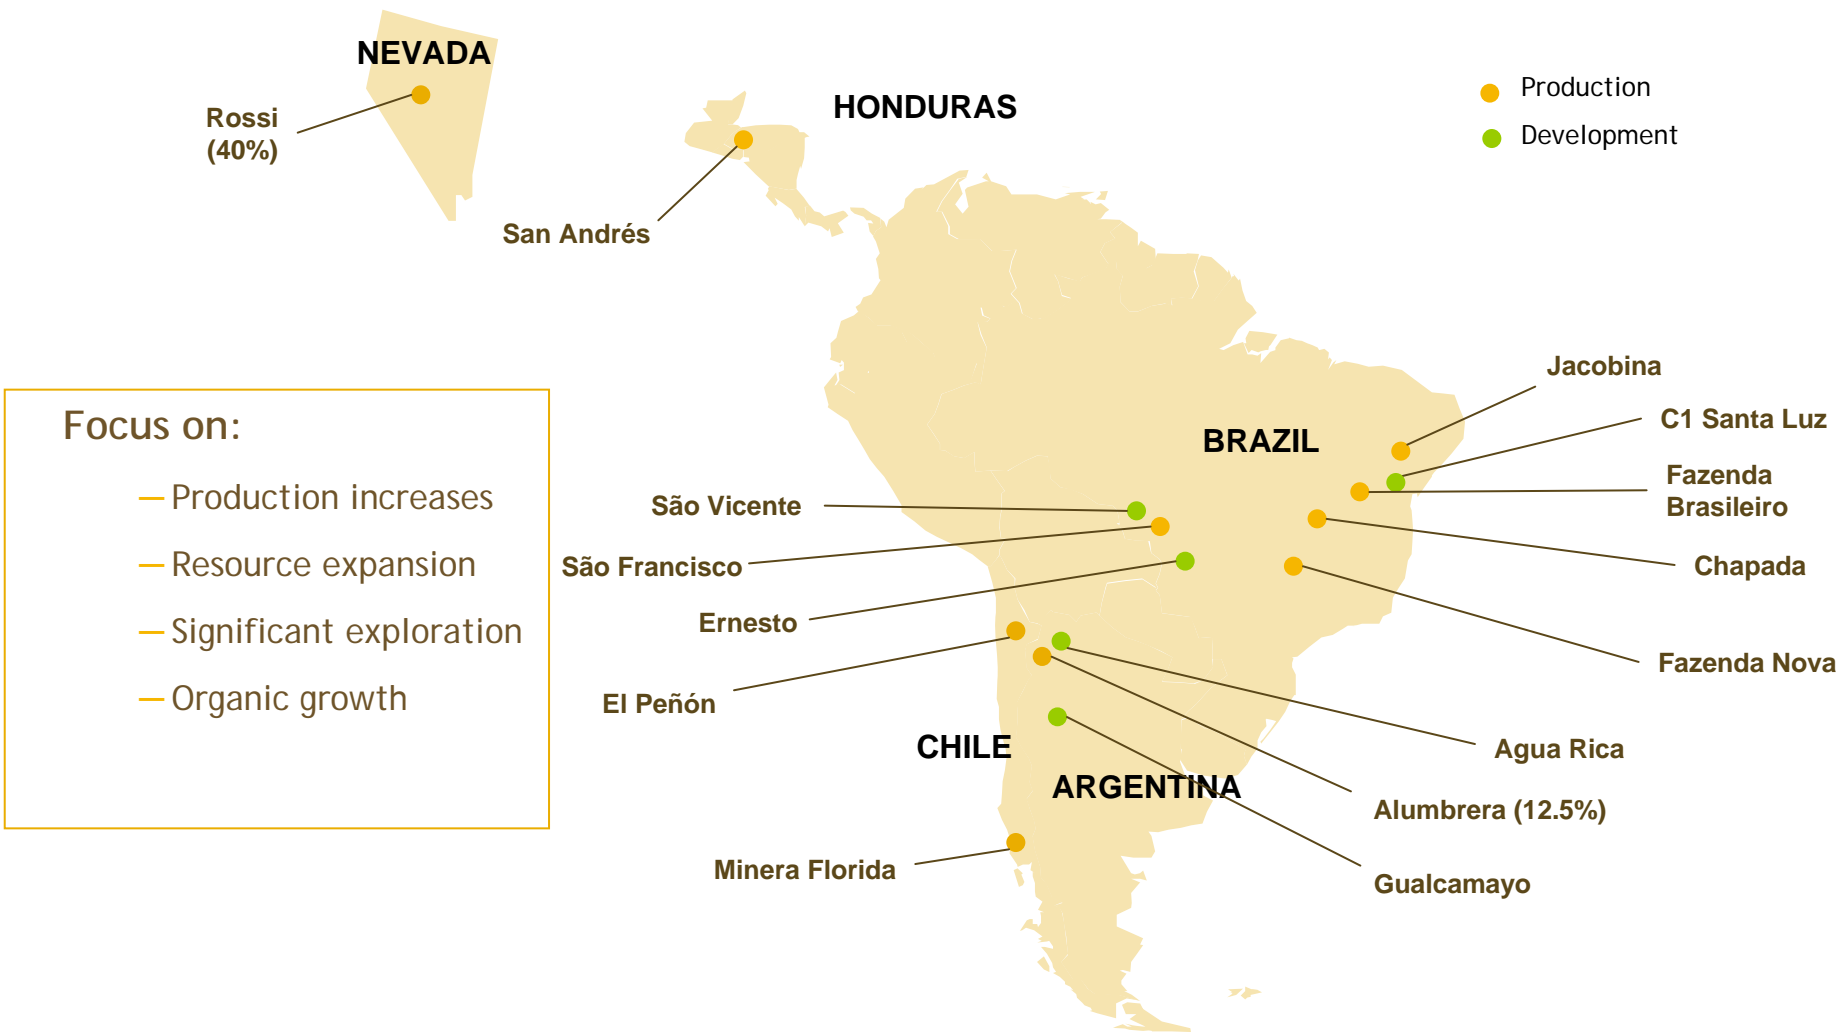 NEVADA
Rossi
(40%)
HONDURAS
San Andrés
Production
Development
Focus on:
— Production increases
— Resource expansion
— Significant exploration
— Organic growth
BRAZIL
Jacobina
C1 Santa Luz
Fazenda
Brasileiro
Chapada
Fazenda Nova
São Vicente
São Francisco
Ernesto
El Peñón
CHILE
ARGENTINA
Agua Rica
Alumbrera (12.5%)
Gualcamayo
Minera Florida